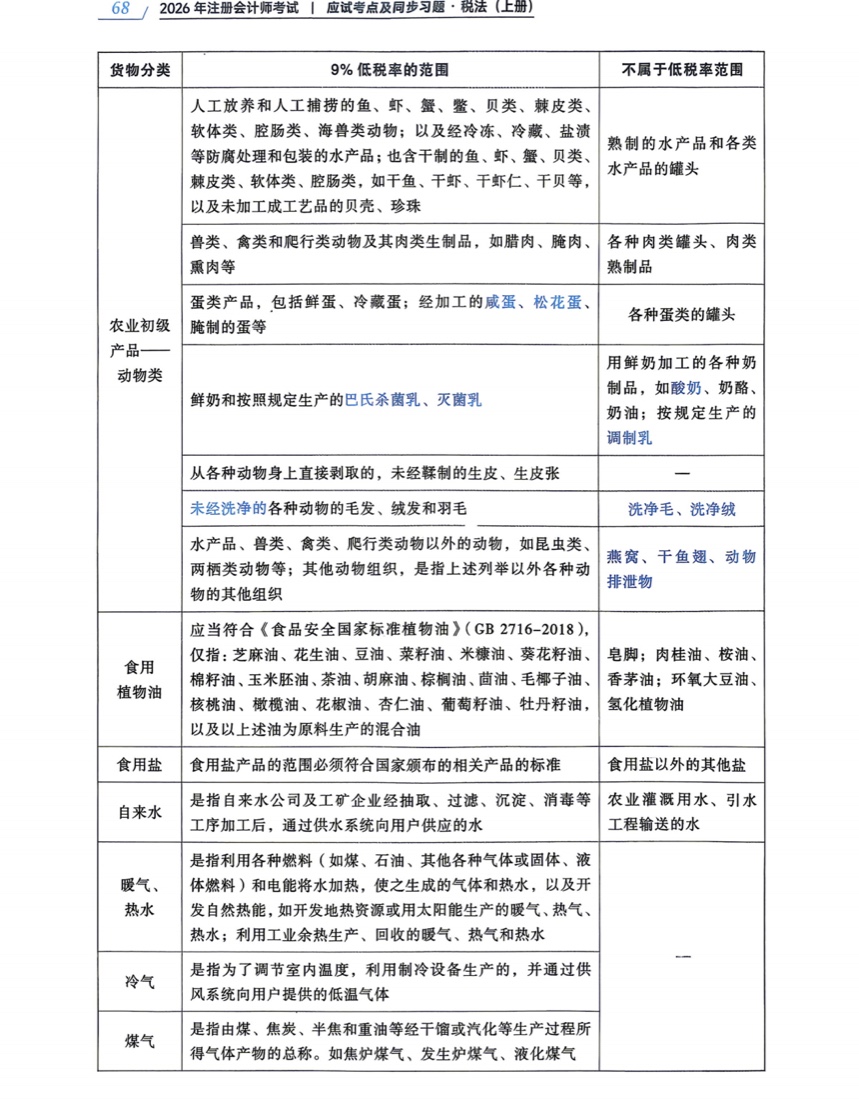 68 2026 年注册会计师考试 | 应试考点及同步习题·税法（上册）
货物分类
9% 低税率的范围
不属于低税率范围
农业初级
产品——
动物类
人工放养和人工捕捞的鱼、虾、蟹、鳖、贝类、棘皮类、
软体类、腔肠类、海兽类动物；以及经冷冻、冷藏、盐渍
等防腐处理和包装的水产品；也含干制的鱼、虾、蟹、贝类、
棘皮类、软体类、腔肠类，如干鱼、干虾、干虾仁、干贝等，
以及未加工成工艺品的贝壳、珍珠
熟制的水产品和各类
水产品的罐头
兽类、禽类和爬行类动物及其肉类生制品，如腊肉、腌肉、
熏肉等
各种肉类罐头、肉类
熟制品
蛋类产品，包括鲜蛋、冷藏蛋；经加工的咸蛋、松花蛋、
腌制的蛋等
各种蛋类的罐头
鲜奶和按照规定生产的巴氏杀菌乳、灭菌乳
用鲜奶加工的各种奶
制品，如酸奶、奶酪、
奶油；按规定生产的
调制乳
从各种动物身上直接剥取的，未经鞣制的生皮、生皮张
—
未经洗净的各种动物的毛发、绒发和羽毛
洗净毛、洗净绒
水产品、兽类、禽类、爬行类动物以外的动物，如昆虫类、
两栖类动物等；其他动物组织，是指上述列举以外各种动
物的其他组织
燕窝、干鱼翅、动物
排泄物
食用
植物油
应当符合《食品安全国家标准植物油》（GB 2716-2018），
仅指：芝麻油、花生油、豆油、菜籽油、米糠油、葵花籽油、
棉籽油、玉米胚油、茶油、胡麻油、棕榈油、茴油、毛椰子油、
核桃油、橄榄油、花椒油、杏仁油、葡萄籽油、牡丹籽油，
以及以上述油为原料生产的混合油
皂脚；肉桂油、桉油、
香茅油；环氧大豆油、
氢化植物油
食用盐
食用盐产品的范围必须符合国家颁布的相关产品的标准
食用盐以外的其他盐
自来水
是指自来水公司及工矿企业经抽取、过滤、沉淀、消毒等
工序加工后，通过供水系统向用户供应的水
农业灌溉用水、引水
工程输送的水
暖气、
热水
是指利用各种燃料（如煤、石油、其他各种气体或固体、液
体燃料）和电能将水加热，使之生成的气体和热水，以及开
发自然热能，如开发地热资源或用太阳能生产的暖气、热气、
热水；利用工业余热生产、回收的暖气、热气和热水
—
冷气
是指为了调节室内温度，利用制冷设备生产的，并通过供
风系统向用户提供的低温气体
煤气
是指由煤、焦炭、半焦和重油等经干馏或汽化等生产过程所
得气体产物的总称。如焦炉煤气、发生炉煤气、液化煤气